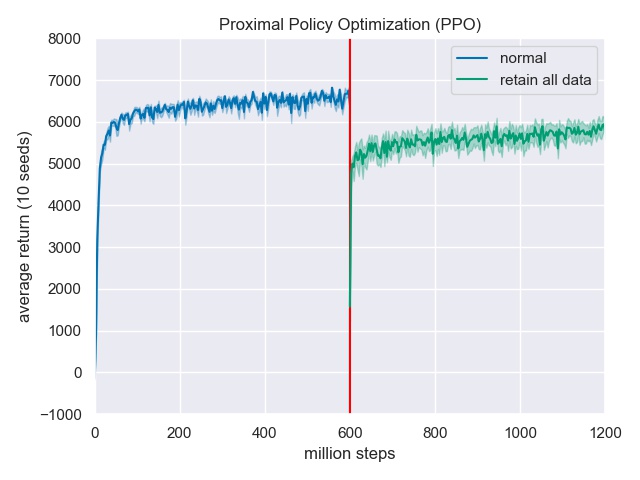 Proximal Policy Optimization (PPO)
8000
7000
6000
5000
4000
3000
2000
1000
0
−1000
average return (10 seeds)
normal
retain all data
0 200 400 600 800 1000 1200
million steps